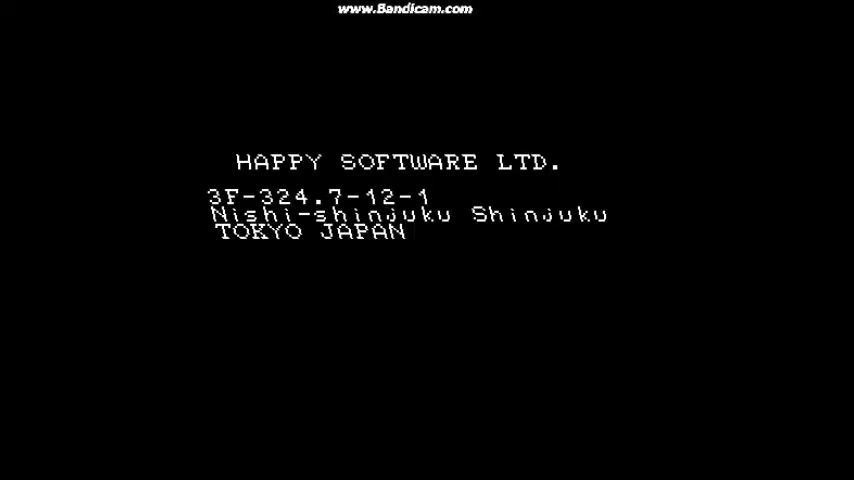 www.Bandicam.com
HAPPY SOFTWARE LTD.
3F-324.7-12-1
Nishi-shinjuku Shinjuku
TOKYO JAPAN